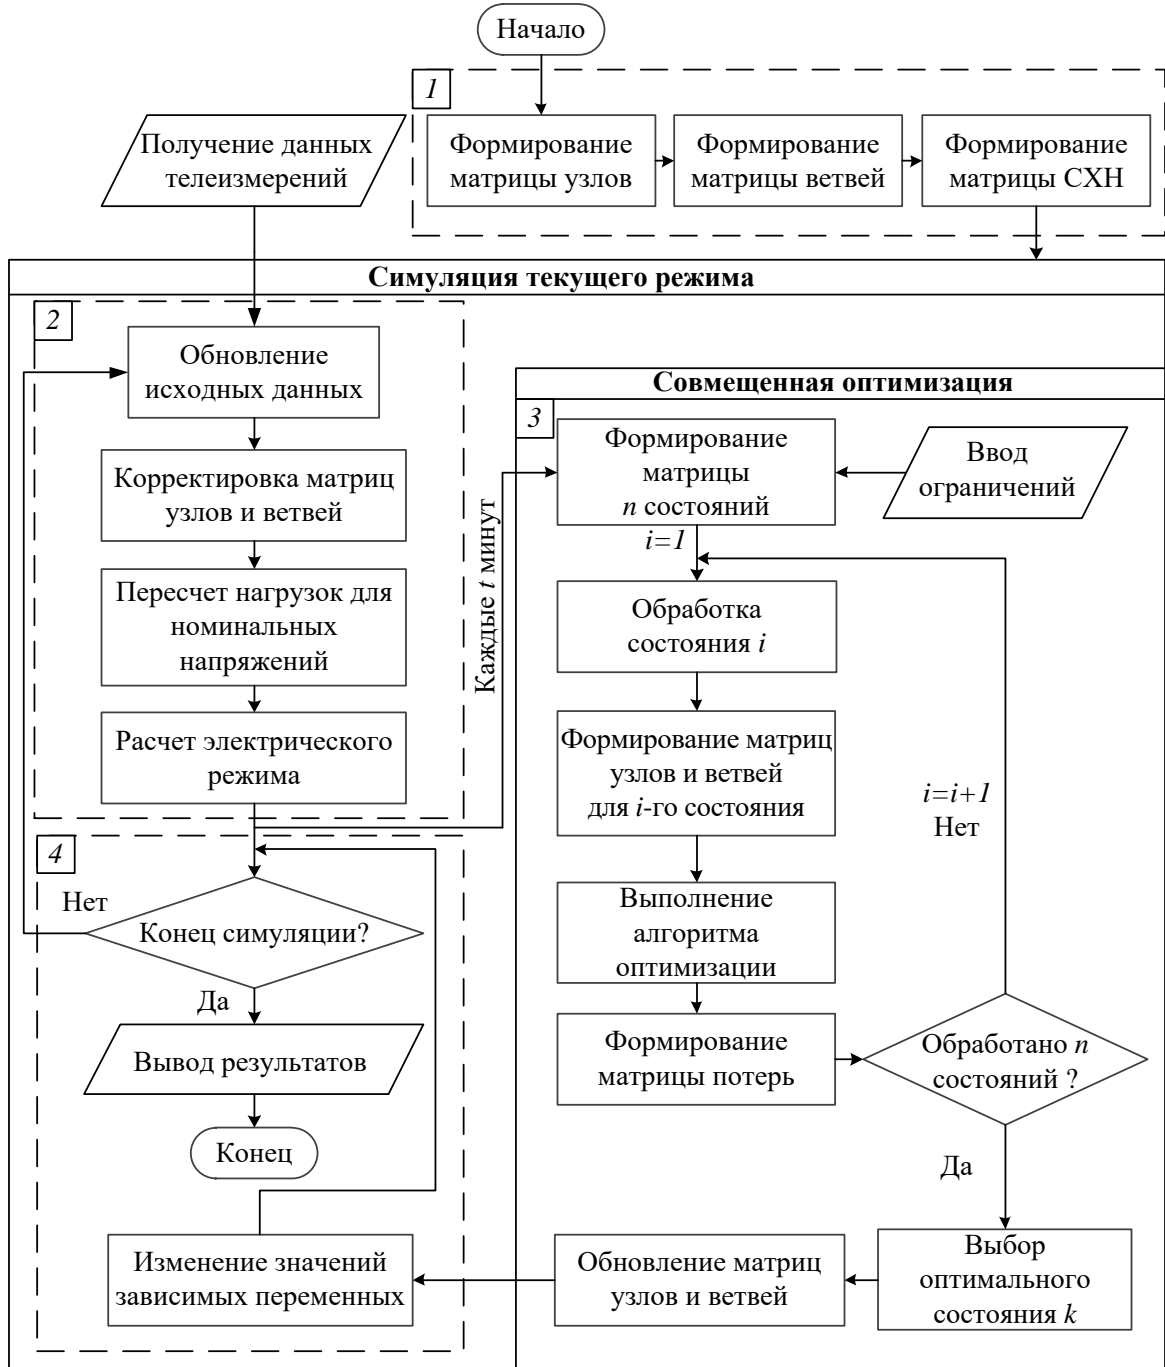 Начало
1
Формирование
матрицы узлов
Формирование
матрицы ветвей
Формирование
матрицы СХН
Получение данных
телеизмерений
Симуляция текущего режима
2
Обновление
исходных данных
Корректировка матриц
узлов и ветвей
Пересчет нагрузок для
номинальных
напряжений
Расчет электрического
режима
Каждые t минут
Совмещенная оптимизация
3
Формирование
матрицы
n состояний
Ввод
ограничений
i=1
Обработка
состояния i
Формирование матриц
узлов и ветвей
для i-го состояния
Выполнение
алгоритма
оптимизации
Формирование
матрицы потерь
i=i+1
Нет
Обработано n
состояний ?
Да
Выбор
оптимального
состояния k
Обновление матриц
узлов и ветвей
4
Нет
Конец симуляции?
Да
Вывод результатов
Конец
Изменение значений
зависимых переменных